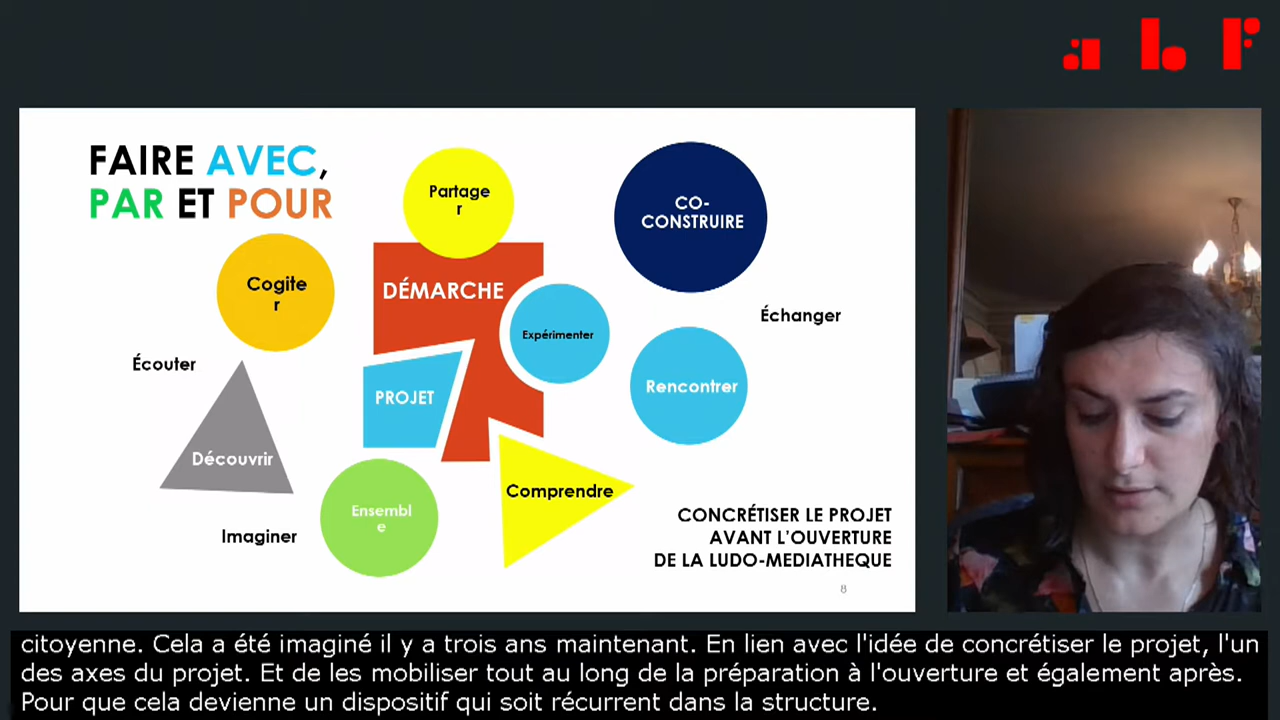 abF
FAIRE AVEC,
PAR ET POUR
Partage
r
CO-
CONSTRUIRE
Cogite
r
DÉMARCHE
Échanger
Expérimenter
Écouter
Rencontrer
PROJET
Découvrir
Comprendre
Ensembl
e
Imaginer
CONCRÉTISER LE PROJET
AVANT L'OUVERTURE
DE LA LUDO-MEDIATHEQUE
8
citoyenne. Cela a été imaginé il y a trois ans maintenant. En lien avec l'idée de concrétiser le projet, l'un
des axes du projet. Et de les mobiliser tout au long de la préparation à l'ouverture et également après.
Pour que cela devienne un dispositif qui soit récurrent dans la structure.